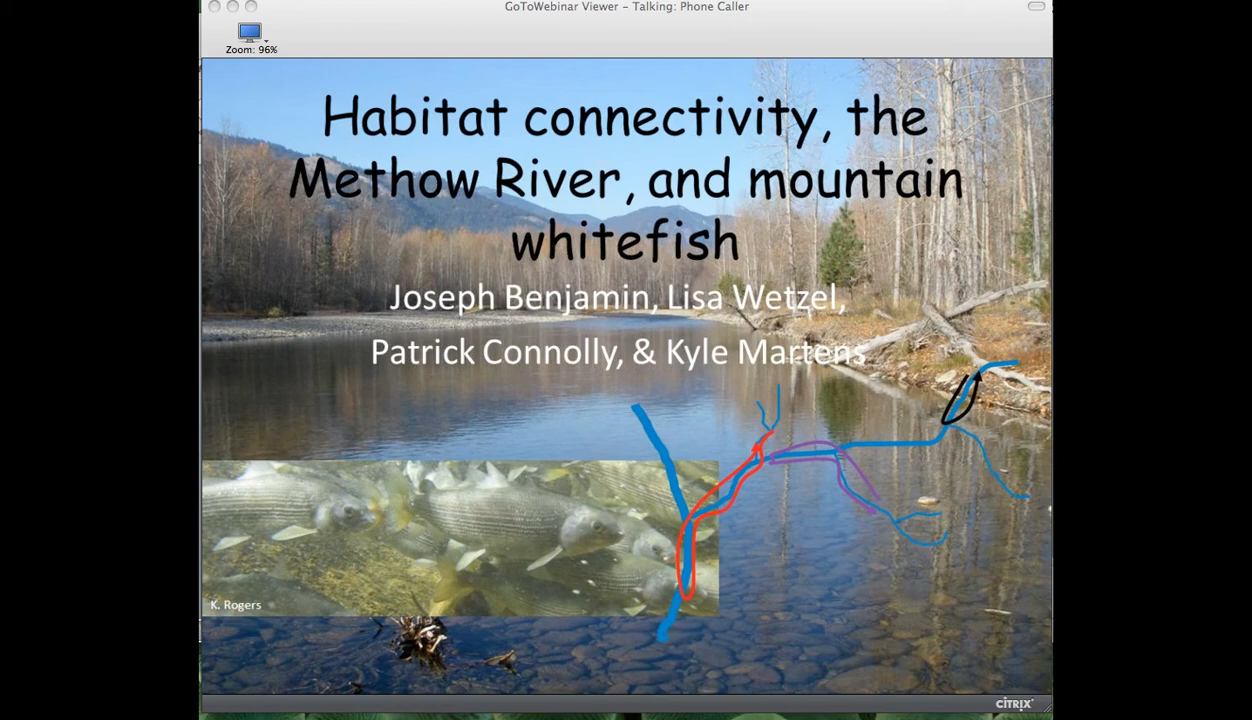 GoToWebinar Viewer – Talking: Phone Caller
Zoom: 96%
Habitat connectivity, the
Methow River, and mountain
whitefish
Joseph Benjamin, Lisa Wetzel,
Patrick Connolly, & Kyle Martens
K. Rogers
CITRIX